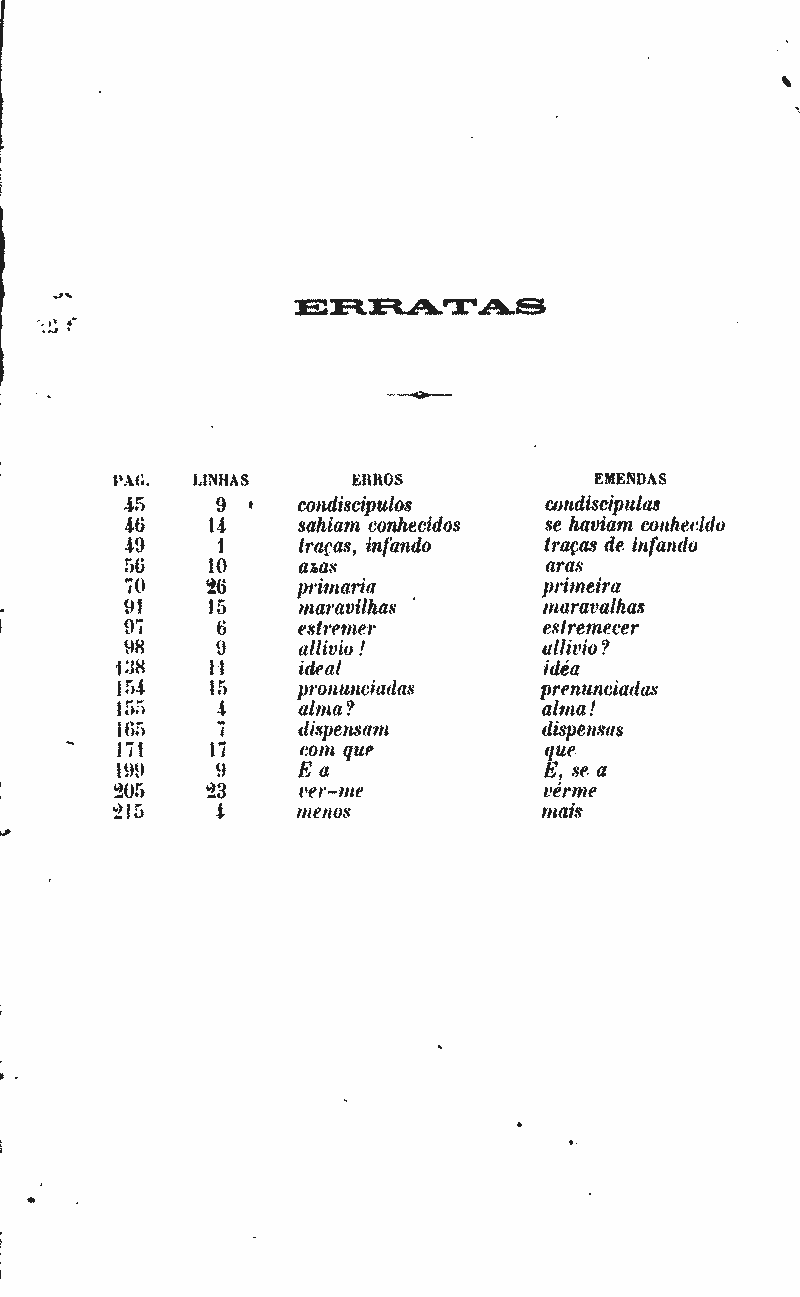 ERRATAS
PAG. LINHAS ERROS EMENDAS
45 9 condiscipulos condiscipulas
46 14 sahiam conhecidos se haviam conhecido
49 1 traças, infando traças de infando
56 10 azas aras
70 26 primaria primeira
91 15 maravilhas maravalhas
97 6 estremer estremecer
98 9 allivio ! allivio ?
138 11 ideal idéa
154 15 pronunciadas prenunciadas
155 4 alma ? alma !
165 7 dispensam dispensas
171 17 com que que
199 9 E a E, se a
205 23 ver-me vérme
215 4 menos mais